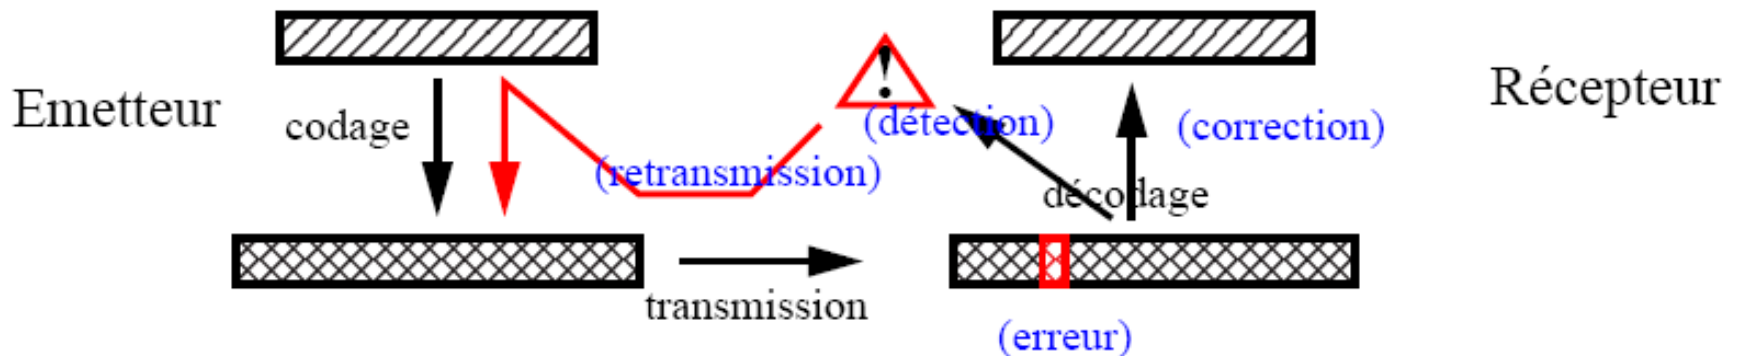 Emetteur
codage
(retransmission)
!
(détection)
(correction)
Récepteur
décodage
transmission
(erreur)